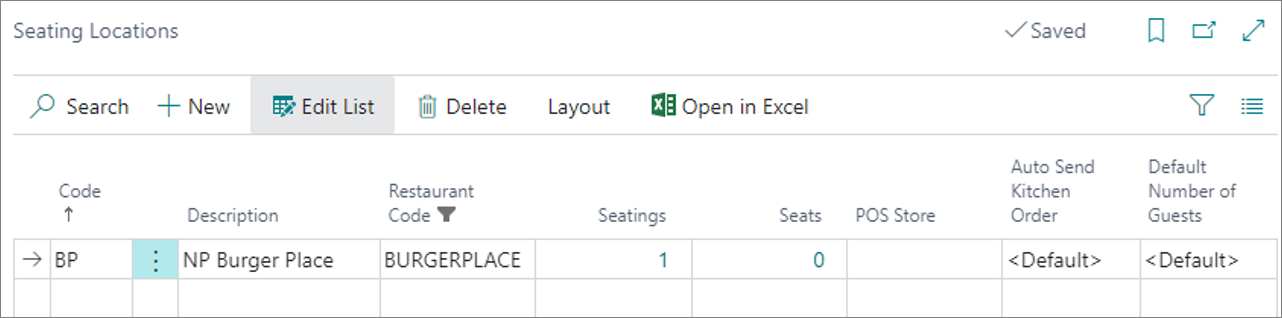 Seating Locations
Saved
Search
New
Edit List
Delete
Layout
Open in Excel
Code
Description
Restaurant
Code
Seatings
Seats
POS Store
Auto Send
Kitchen
Order
Default
Number of
Guests
BP
NP Burger Place
BURGERPLACE
1
0
<Default>
<Default>